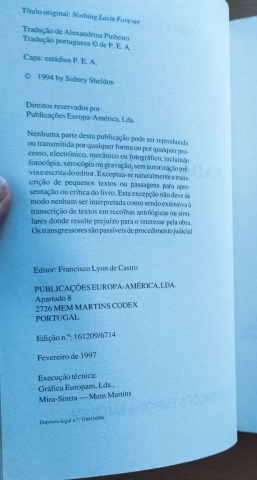 Título original: Nothing Lasts Forever
Tradução de Alexandrina Pinheiro
Tradução portuguesa © de P. E. A.
Capa: estúdios P. E. A.
© 1994 by Sidney Sheldon
Direitos reservados por
Publicações Europa-América, Lda.
Nenhuma parte desta publicação pode ser reproduzida
ou transmitida por qualquer forma ou por qualquer pro-
cesso, electrónico, mecânico ou fotográfico, incluindo
fotocópia, xerocópia ou gravação, sem autorização pré-
via e escrita do editor. Exceptua-se naturalmente a trans-
crição de pequenos textos ou passagens para apre-
sentação ou crítica do livro. Esta excepção não deve de
modo nenhum ser interpretada como sendo extensiva à
transcrição de textos em recolhas antológicas ou simi-
lares donde resulte prejuízo para o interesse pela obra.
Os transgressores são passíveis de procedimento judicial
Editor: Francisco Lyon de Castro
PUBLICAÇÕES EUROPA-AMÉRICA, LDA.
Apartado 8
2726 MEM MARTINS CODEX
PORTUGAL
Edição n.º: 161209/6714
Fevereiro de 1997
Execução técnica:
Gráfica Europam, Lda.,
Mira-Sintra — Mem Martins
Depósito legal n.º: